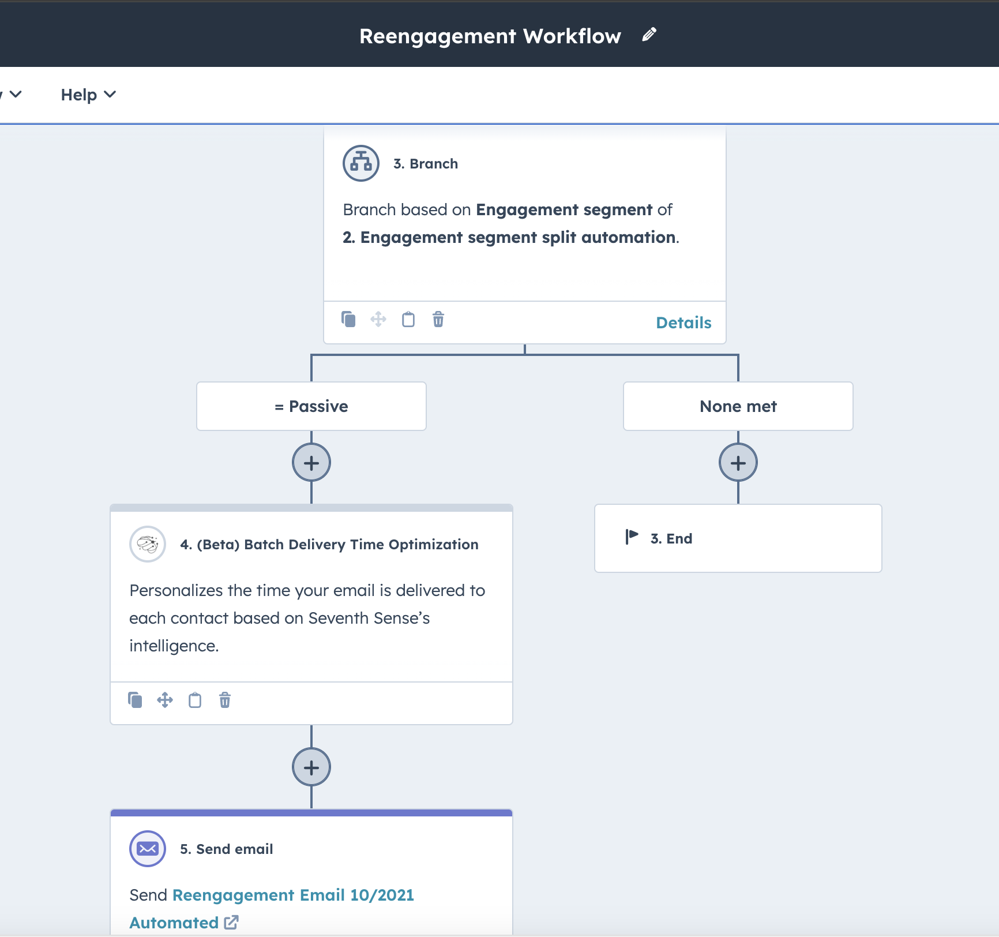 Reengagement Workflow
Help
3. Branch
Branch based on Engagement segment of
2. Engagement segment split automation.
Details
= Passive
None met
4. (Beta) Batch Delivery Time Optimization
Personalizes the time your email is delivered to
each contact based on Seventh Sense’s
intelligence.
3. End
5. Send email
Send Reengagement Email 10/2021
Automated